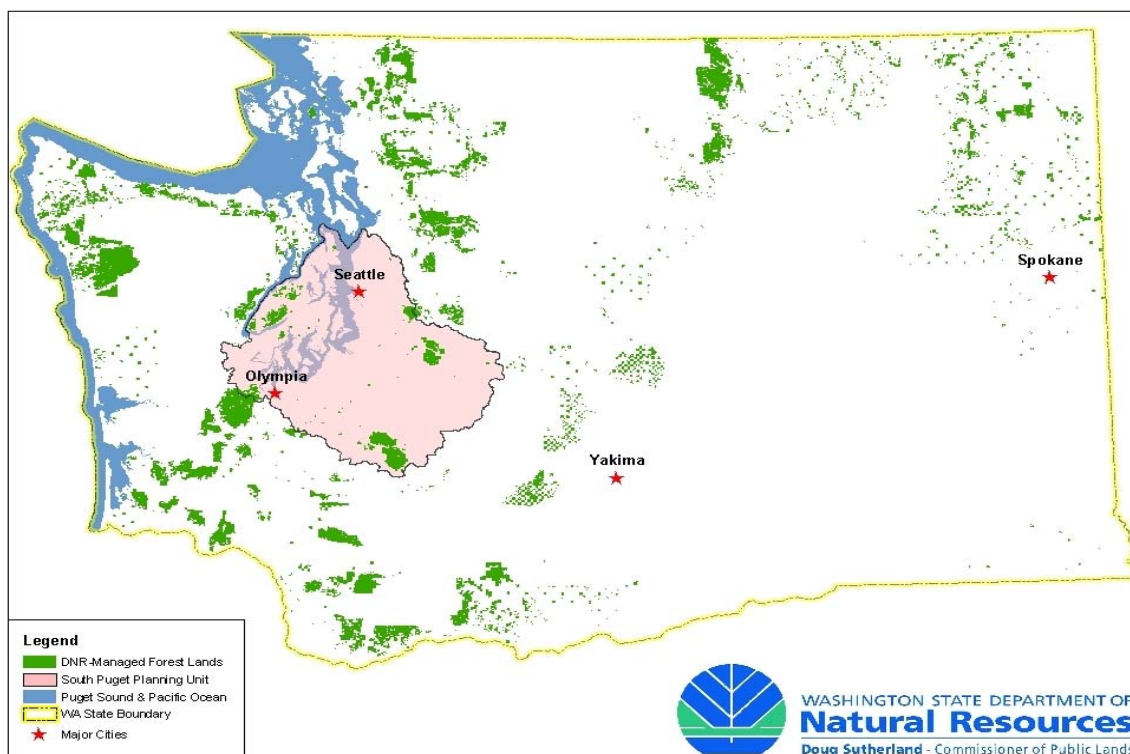 Seattle
Spokane
Olympia
Yakima
Legend
DNR-Managed Forest Lands
South Puget Planning Unit
Puget Sound & Pacific Ocean
WA State Boundary
Major Cities
WASHINGTON STATE DEPARTMENT OF
Natural Resources
Doug Sutherland - Commissioner of Public Land